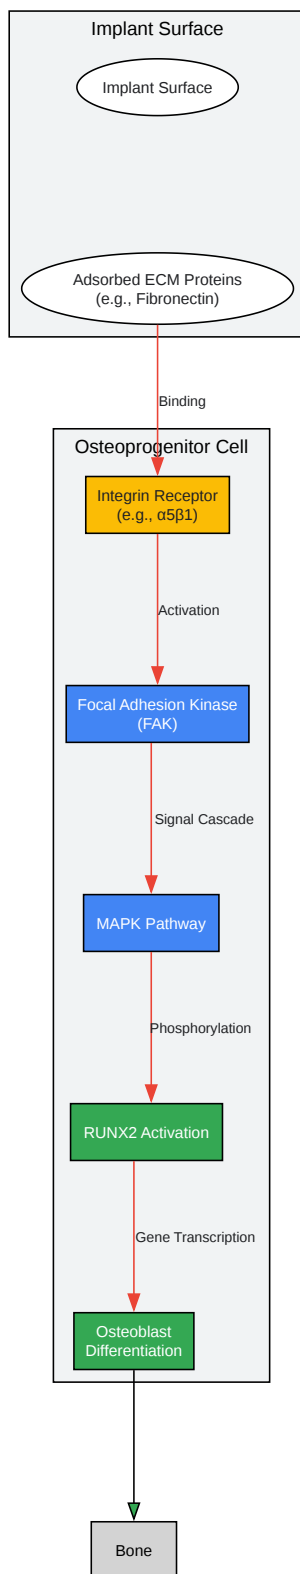 Implant Surface
Implant Surface
Adsorbed ECM Proteins
(e.g., Fibronectin)
Binding
Osteoprogenitor Cell
Integrin Receptor
(e.g., α5β1)
Activation
Focal Adhesion Kinase
(FAK)
Signal Cascade
MAPK Pathway
Phosphorylation
RUNX2 Activation
Gene Transcription
Osteoblast
Differentiation
Bone